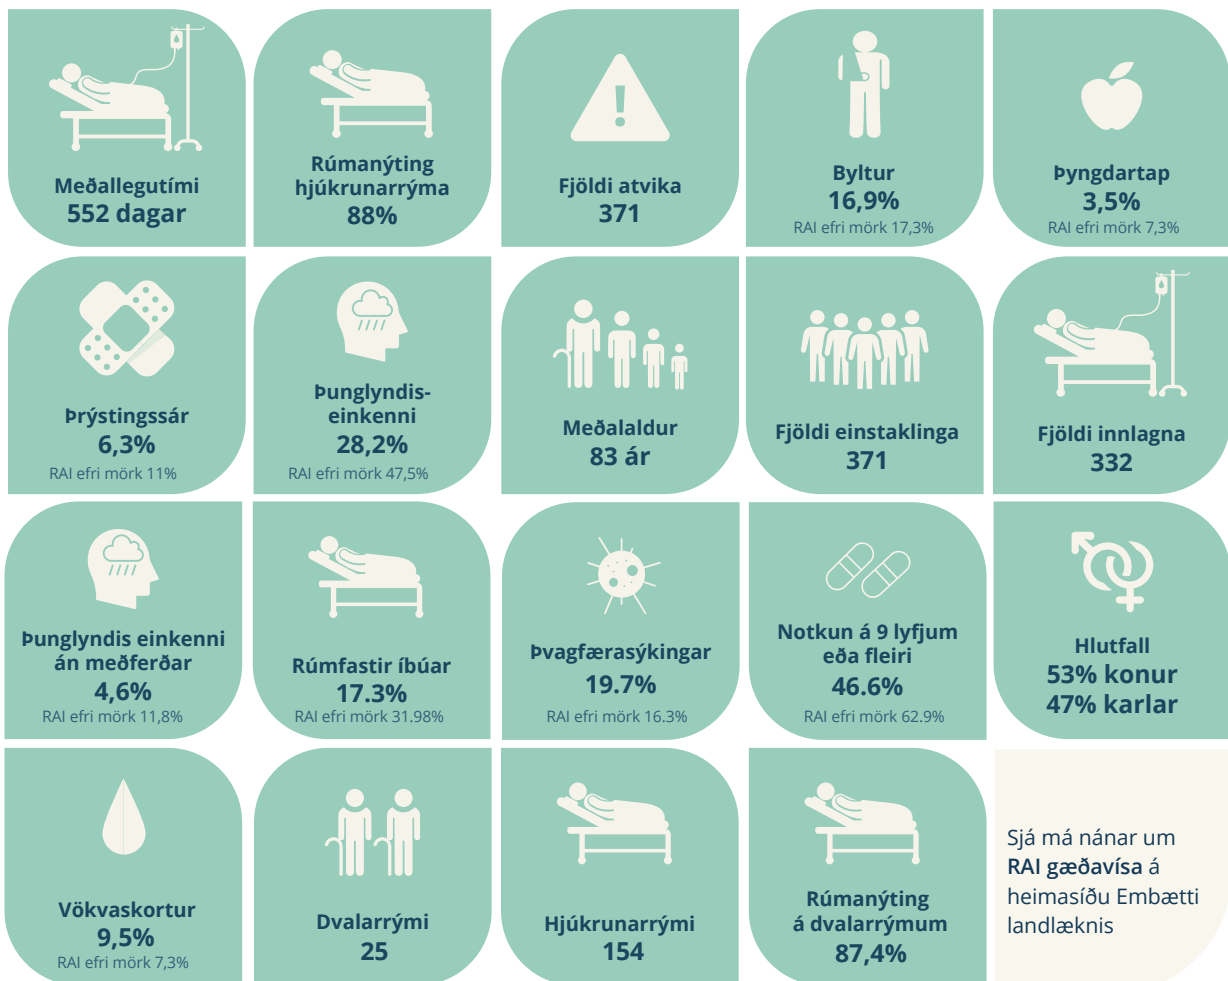 Meðallegutími
552 dagar
Rúmanýting
hjúkrunarrýma
88%
Fjöldi atvika
371
Byltur
16,9%
RAI efri mörk 17,3%
Þyngdartap
3,5%
RAI efri mörk 7,3%
Þrýstingssár
6,3%
RAI efri mörk 11%
Þunglyndis-
einkenni
28,2%
RAI efri mörk 47,5%
Meðalaldur
83 ár
Fjöldi einstaklinga
371
Fjöldi innlagna
332
Þunglyndis einkenni
án meðferðar
4,6%
RAI efri mörk 11,8%
Rúmfastir íbúar
17.3%
RAI efri mörk 31.98%
Þvagfærasýkingar
19.7%
RAI efri mörk 16.3%
Notkun á 9 lyfjum
eða fleiri
46.6%
RAI efri mörk 62.9%
Hlutfall
53% konur
47% karlar
Vökvaskortur
9,5%
RAI efri mörk 7,3%
Dvalarrými
25
Hjúkrunarrými
154
Rúmanýting
á dvalarrýmum
87,4%
Sjá má nánar um
RAI gæðavísa á
heimasíðu Embætti
landlæknis